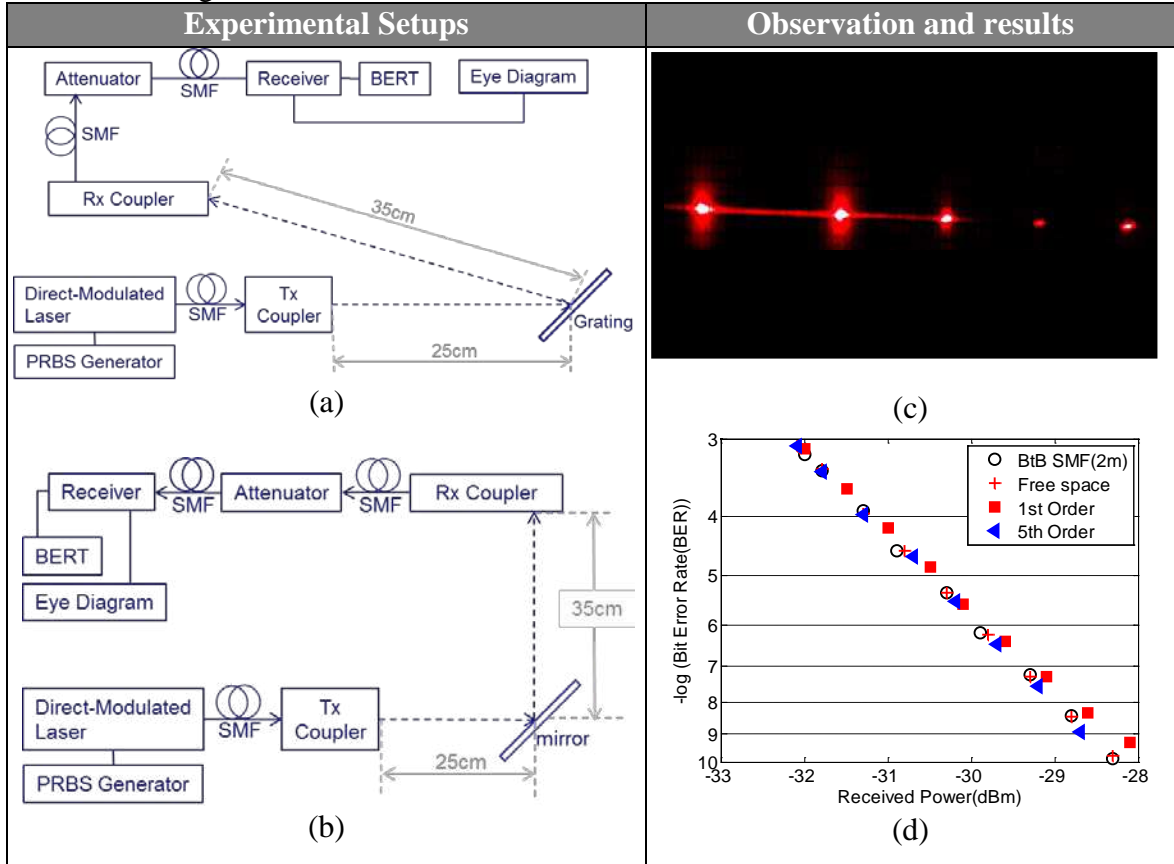 Experimental Setups
Observation and results
Attenuator
SMF
Receiver
BERT
Eye Diagram
SMF
Rx Coupler
35cm
Direct-Modulated
Laser
SMF
Tx
Coupler
Grating
PRBS Generator
25cm
(a)
Receiver
SMF
Attenuator
SMF
Rx Coupler
BERT
Eye Diagram
35cm
Direct-Modulated
Laser
SMF
Tx
Coupler
mirror
PRBS Generator
25cm
(b)
(c)
-log (Bit Error Rate(BER))
3
4
5
6
7
8
9
10
BtB SMF(2m)
Free space
1st Order
5th Order
-33 -32 -31 -30 -29 -28
Received Power(dBm)
(d)